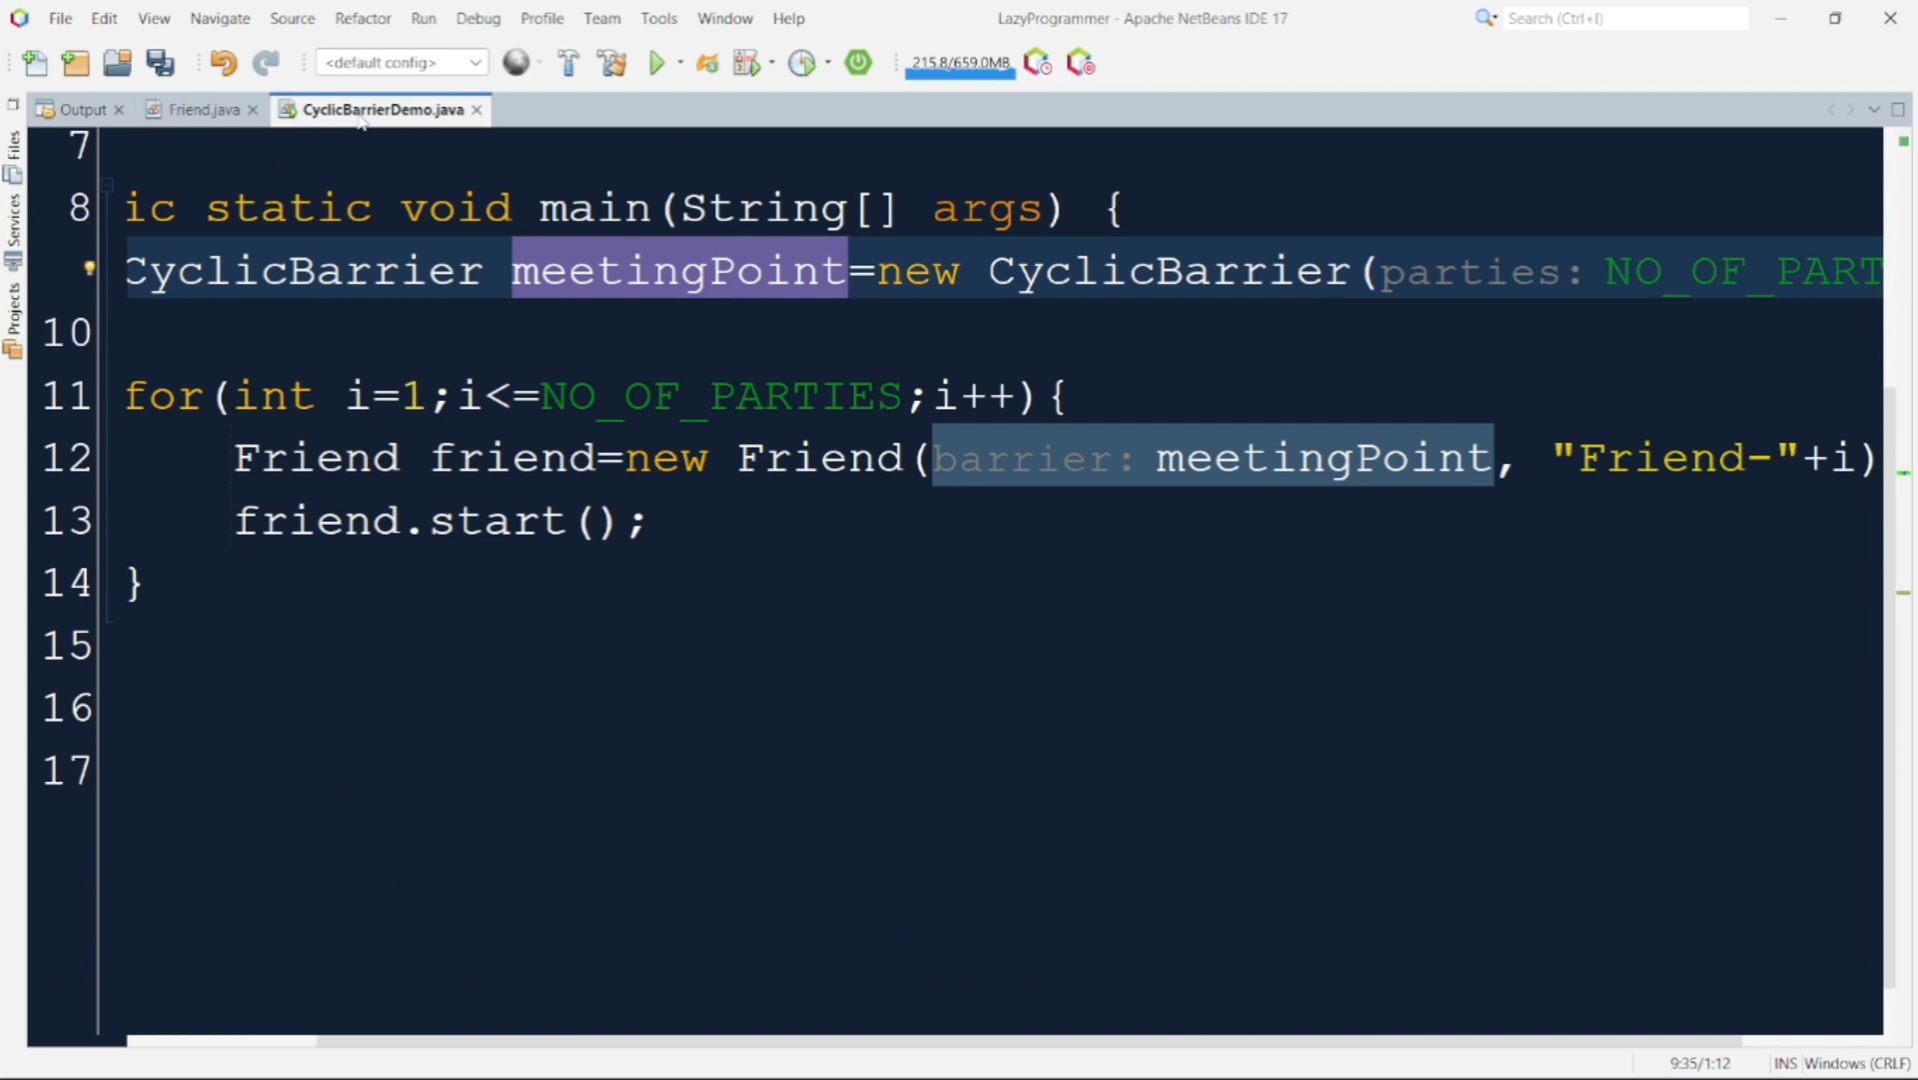 File Edit View Navigate Source Refactor Run Debug Profile Team Tools Window Help LazyProgrammer - Apache NetBeans IDE 17 Search (Ctrl+I)
<default config> 215.8/659.0MB
Output Friend.java CyclicBarrierDemo.java
Files
Services
Projects
7
8 ic static void main(String[] args) {
CyclicBarrier meetingPoint=new CyclicBarrier(parties: NO_OF_PART
10
11 for(int i=1;i<=NO_OF_PARTIES;i++){
12 Friend friend=new Friend(barrier: meetingPoint, "Friend-"+i)
13 friend.start();
14 }
15
16
17
9:35/1:12 INS Windows (CRLF)